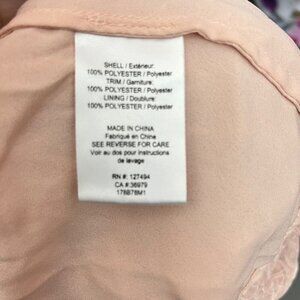 SHELL / Extérieur:
100% POLYESTER / Polyester
TRIM / Garniture:
100% POLYESTER / Polyester
LINING / Doublure:
100% POLYESTER / Polyester
MADE IN CHINA
Fabriqué en Chine
SEE REVERSE FOR CARE
Voir au dos pour instructions
de lavage
RN #: 127494
CA #:36979
178B78M1